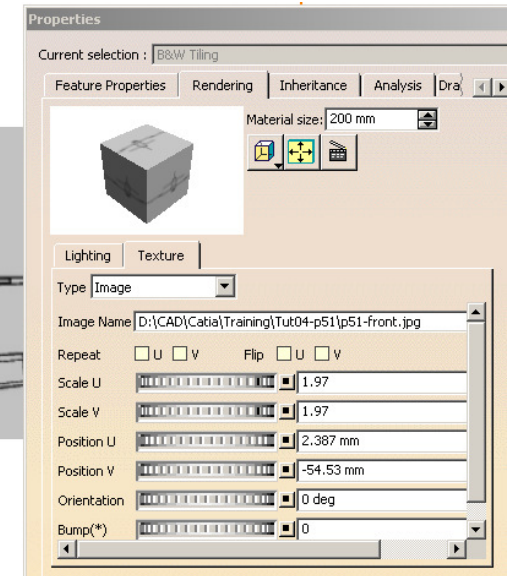 Properties
Current selection : B&W Tiling
Feature Properties Rendering Inheritance Analysis Dra
Material size: 200 mm
Lighting Texture
Type Image
Image Name D:\CAD\Catia\Training\Tut04-p51\p51-front.jpg
Repeat U V Flip U V
Scale U 1.97
Scale V 1.97
Position U 2.387 mm
Position V -54.53 mm
Orientation 0 deg
Bump(*) 0